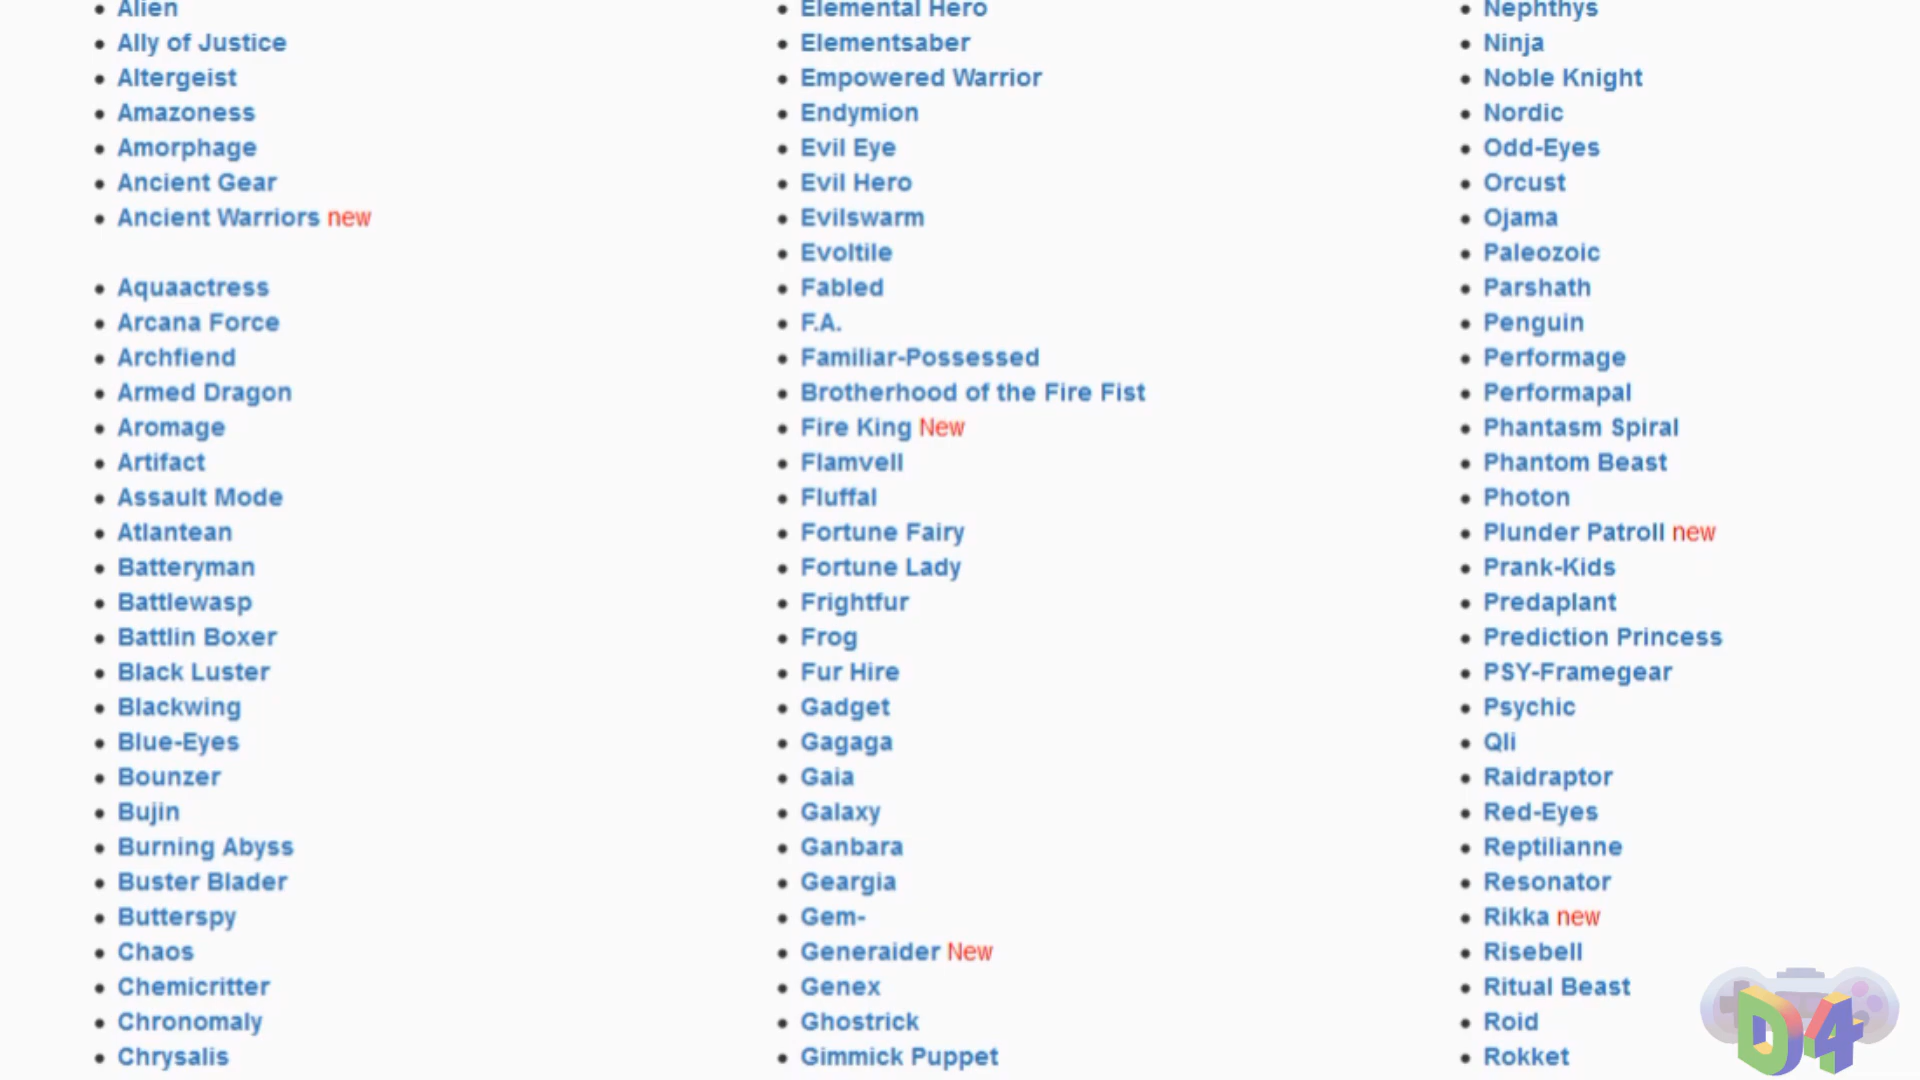 Alien
Ally of Justice
Altergeist
Amazoness
Amorphage
Ancient Gear
Ancient Warriors new
Aquaactress
Arcana Force
Archfiend
Armed Dragon
Aromage
Artifact
Assault Mode
Atlantean
Batteryman
Battlewasp
Battlin Boxer
Black Luster
Blackwing
Blue-Eyes
Bounzer
Bujin
Burning Abyss
Buster Blader
Butterspy
Chaos
Chemicritter
Chronomaly
Chrysalis
Elemental Hero
Elementsaber
Empowered Warrior
Endymion
Evil Eye
Evil Hero
Evilswarm
Evoltile
Fabled
F.A.
Familiar-Possessed
Brotherhood of the Fire Fist
Fire King New
Flamvell
Fluffal
Fortune Fairy
Fortune Lady
Frightfur
Frog
Fur Hire
Gadget
Gagaga
Gaia
Galaxy
Ganbara
Geargia
Gem-
Generaider New
Genex
Ghostrick
Gimmick Puppet
Nephthys
Ninja
Noble Knight
Nordic
Odd-Eyes
Orcust
Ojama
Paleozoic
Parshath
Penguin
Performage
Performapal
Phantasm Spiral
Phantom Beast
Photon
Plunder Patroll new
Prank-Kids
Predaplant
Prediction Princess
PSY-Framegear
Psychic
Qli
Raidraptor
Red-Eyes
Reptilianne
Resonator
Rikka new
Risebell
Ritual Beast
Roid
Rokket
D4